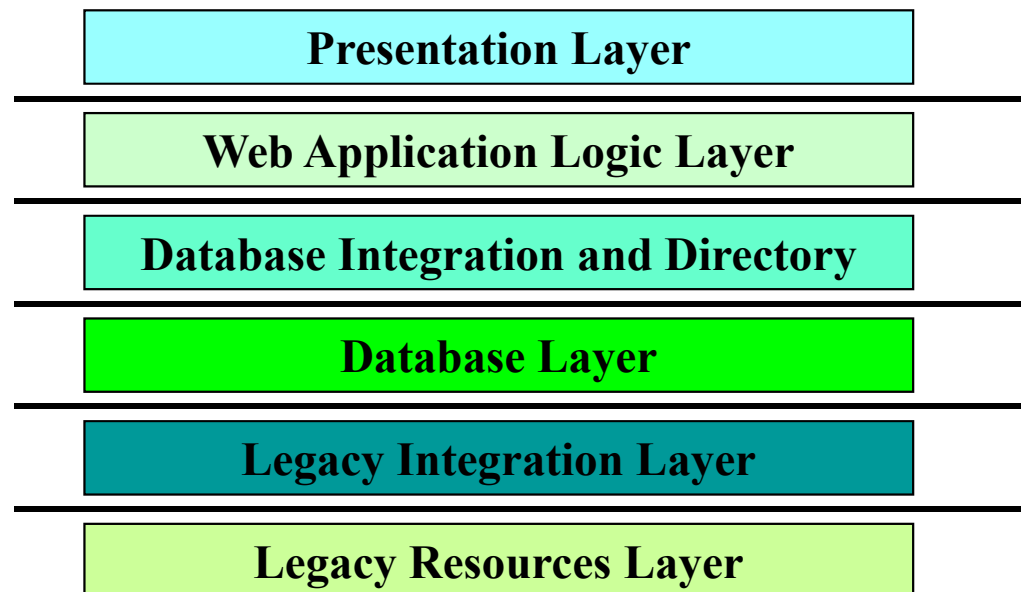 Presentation Layer
Web Application Logic Layer
Database Integration and Directory
Database Layer
Legacy Integration Layer
Legacy Resources Layer